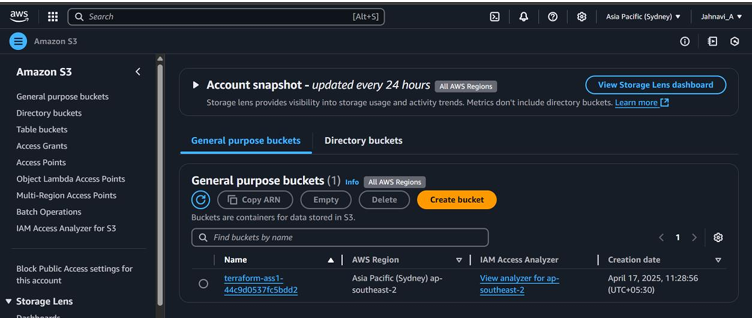 aws Search [Alt+S] Asia Pacific (Sydney) Jahnavi_A
Amazon S3
Amazon S3
General purpose buckets
Directory buckets
Table buckets
Access Grants
Access Points
Object Lambda Access Points
Multi-Region Access Points
Batch Operations
IAM Access Analyzer for S3
Block Public Access settings for
this account
Storage Lens
Dashboards
Account snapshot - updated every 24 hours All AWS Regions
View Storage Lens dashboard
Storage lens provides visibility into storage usage and activity trends. Metrics don't include directory buckets. Learn more
General purpose buckets Directory buckets
General purpose buckets (1) Info All AWS Regions
Copy ARN Empty Delete Create bucket
Buckets are containers for data stored in S3.
Find buckets by name
1
Name AWS Region IAM Access Analyzer Creation date
terraform-ass1-
44c9d0537fc5bdd2
Asia Pacific (Sydney) ap-
southeast-2
View analyzer for ap-
southeast-2
April 17, 2025, 11:28:56
(UTC+05:30)